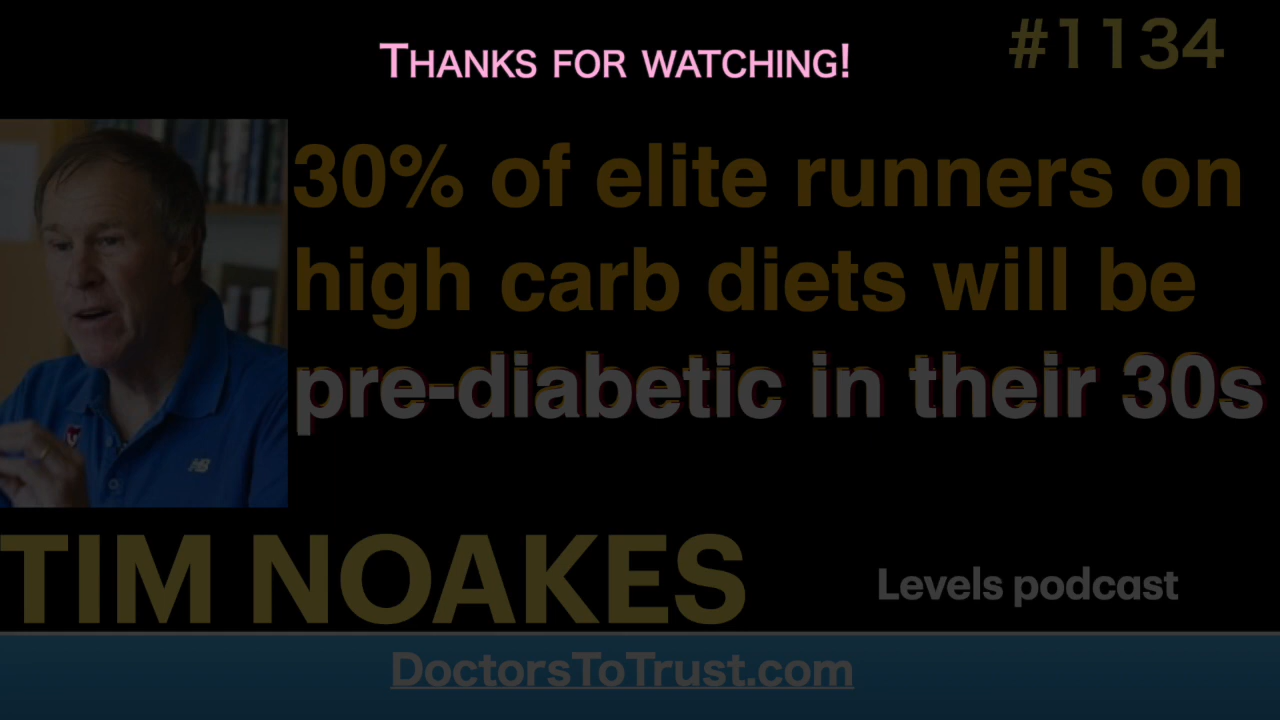 THANKS FOR WATCHING!
#1134
30% of elite runners on
high carb diets will be
pre-diabetic in their 30s
NB
TIM NOAKES
Levels podcast
DoctorsToTrust.com